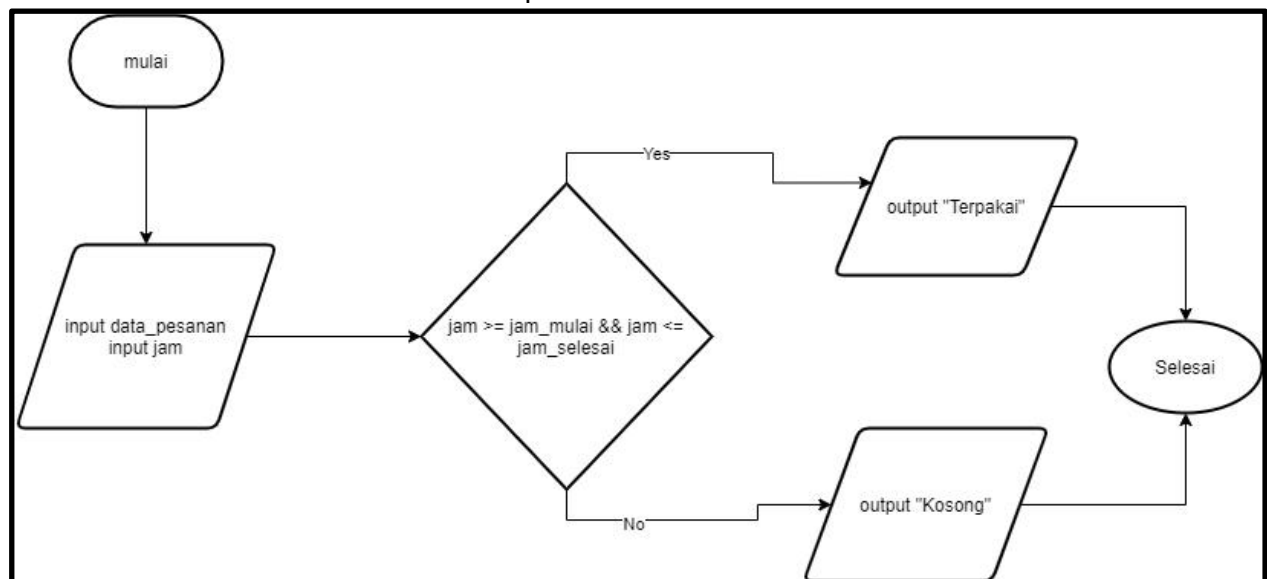 mulai
input data_pesanan
input jam
jam >= jam_mulai && jam <=
jam_selesai
Yes
output "Terpakai"
No
output "Kosong"
Selesai